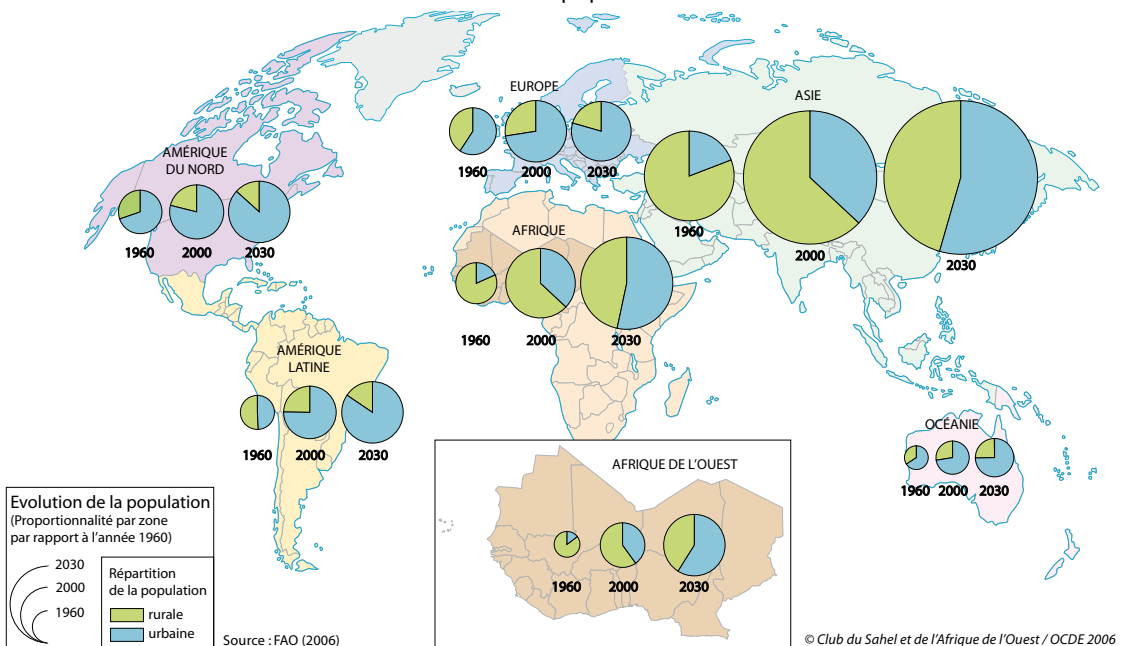 EUROPE
1960 2000 2030
ASIE
1960
2000
2030
AMÉRIQUE
DU NORD
1960 2000 2030
AFRIQUE
1960 2000 2030
AMÉRIQUE
LATINE
1960 2000 2030
OCÉANIE
1960 2000 2030
AFRIQUE DE L'OUEST
1960 2000 2030
Evolution de la population
(Proportionnalité par zone
par rapport à l'année 1960)
2030
2000
1960
Répartition
de la population
rurale
urbaine
Source : FAO (2006)
© Club du Sahel et de l'Afrique de l'Ouest / OCDE 2006